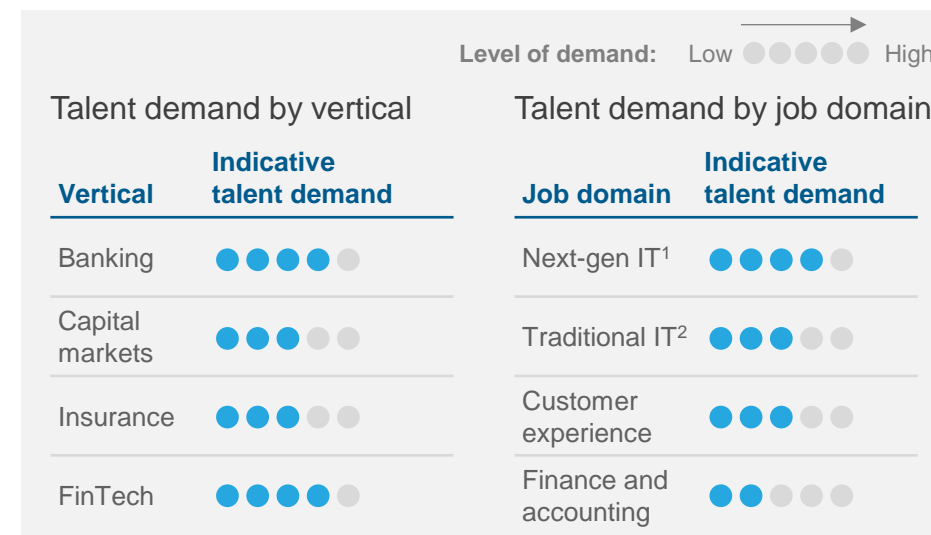 Level of demand: Low High
Talent demand by vertical
Vertical
Indicative
talent demand
Banking
Capital
markets
Insurance
FinTech
Talent demand by job domain
Job domain
Indicative
talent demand
Next-gen IT¹
Traditional IT²
Customer
experience
Finance and
accounting